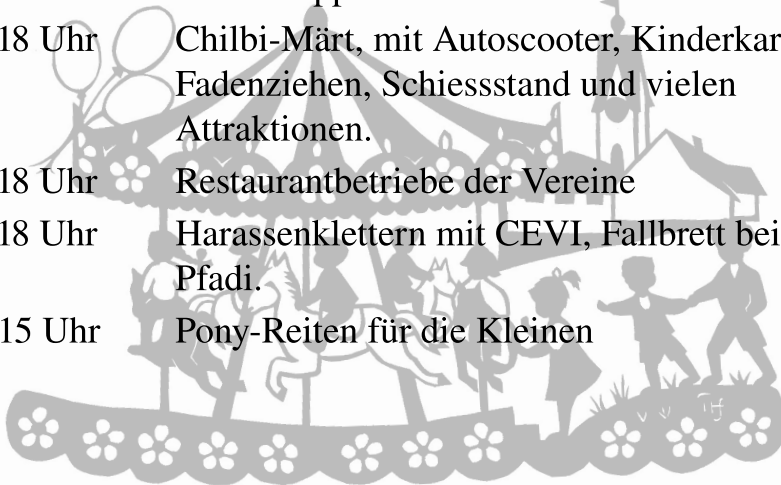 18 Uhr Chilbi-Märt, mit Autoscooter, Kinderkar
Fadenziehen, Schiessstand und vielen
Attraktionen.
18 Uhr Restaurantbetriebe der Vereine
18 Uhr Harassenklettern mit CEVI, Fallbrett bei
Pfadi.
15 Uhr Pony-Reiten für die Kleinen